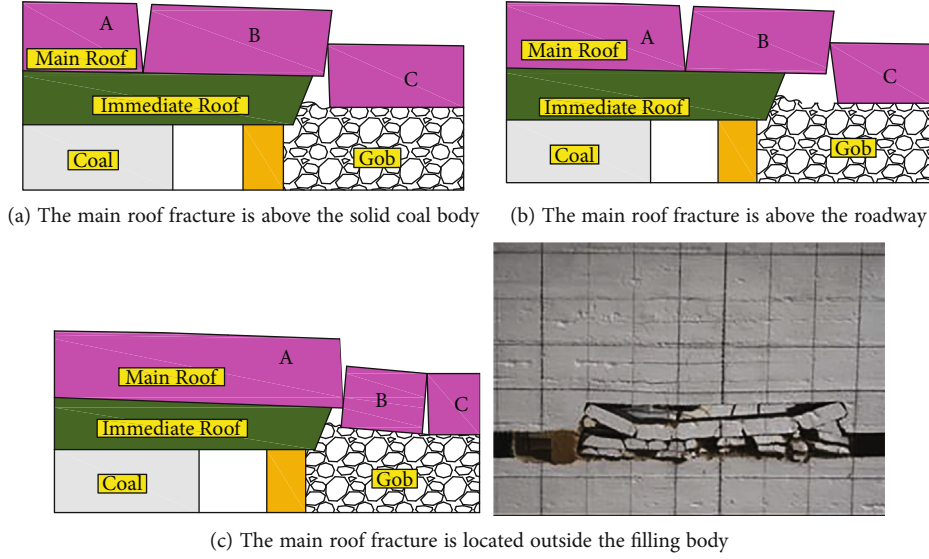 A
B
Main Roof
C
Immediate Roof
Coal
Gob
(a) The main roof fracture is above the solid coal body
A
B
Main Roof
C
Immediate Roof
Coal
Gob
(b) The main roof fracture is above the roadway
A
Main Roof
B
C
Immediate Roof
Coal
Gob
(c) The main roof fracture is located outside the filling body